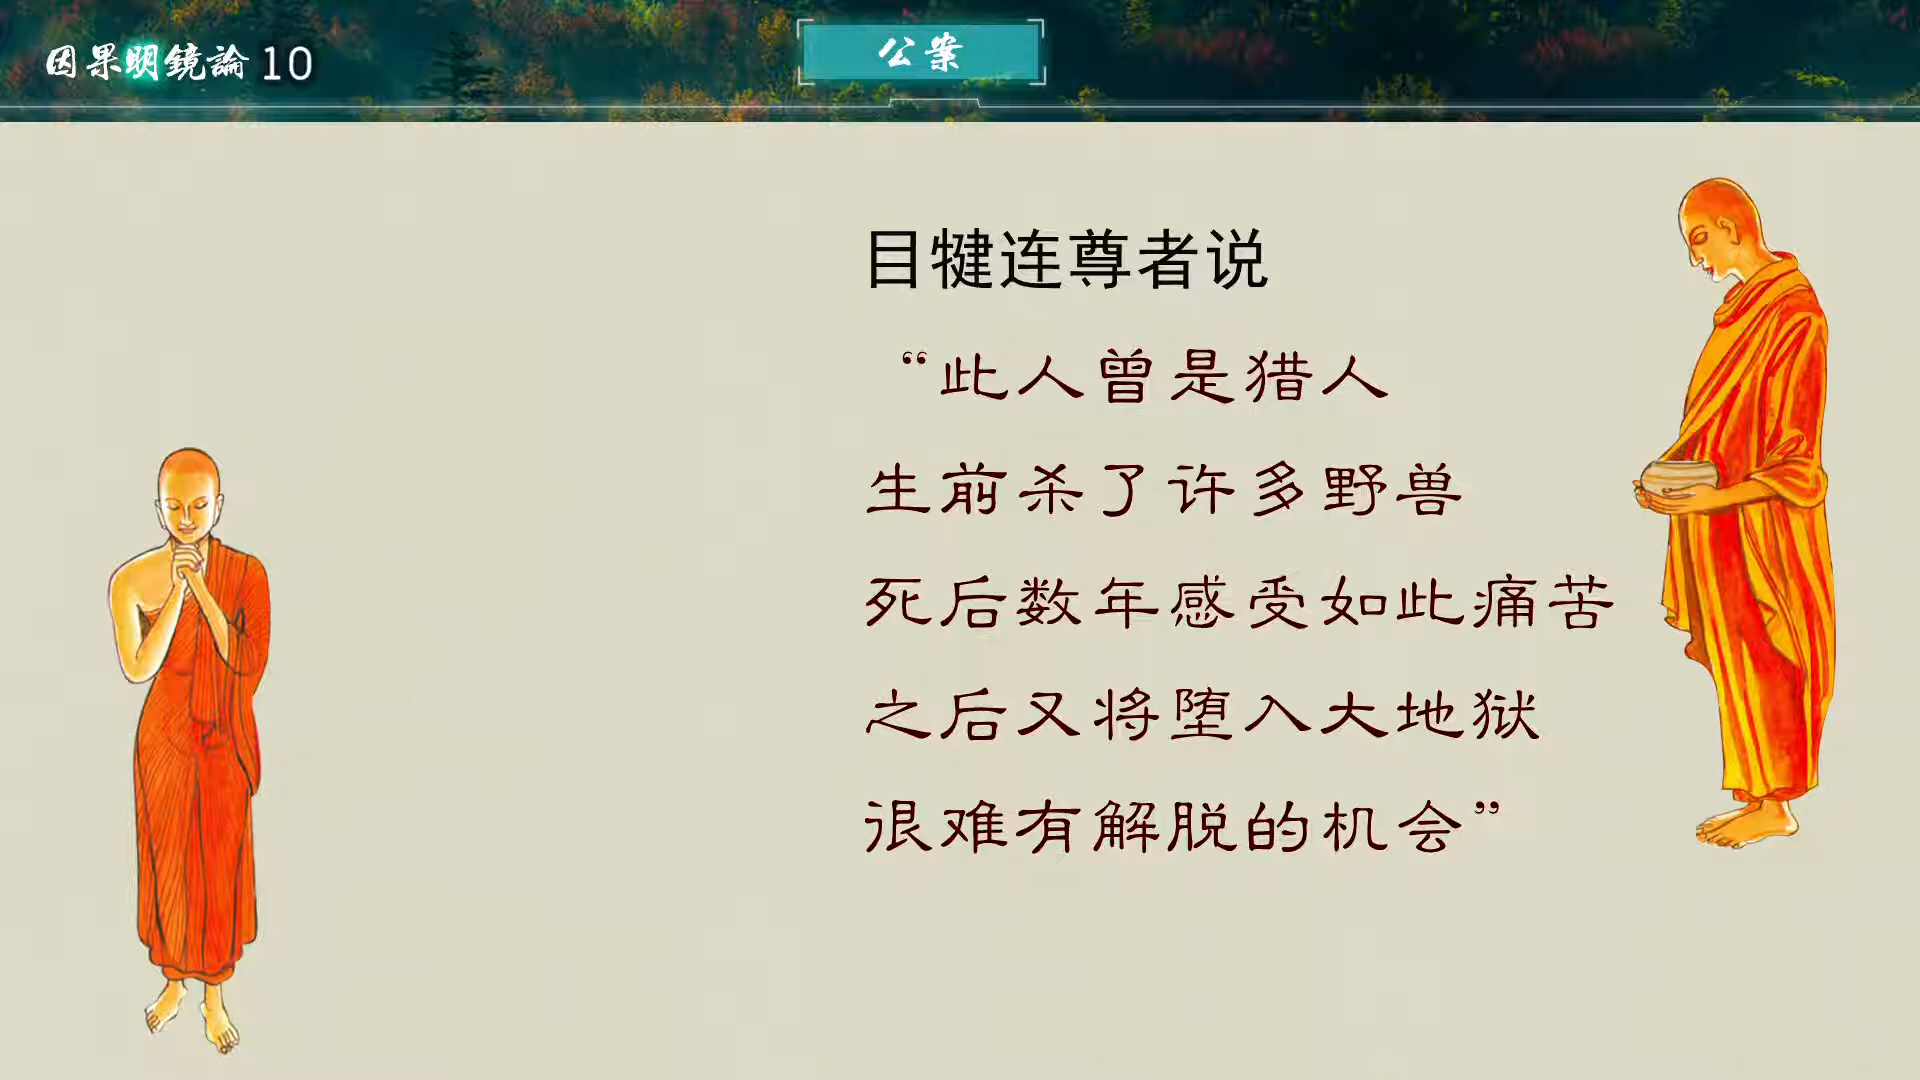 因果明鏡論 10
公案
目犍连尊者说
“此人曾是猎人
生前杀了许多野兽
死后数年感受如此痛苦
之后又将堕入大地狱
很难有解脱的机会”